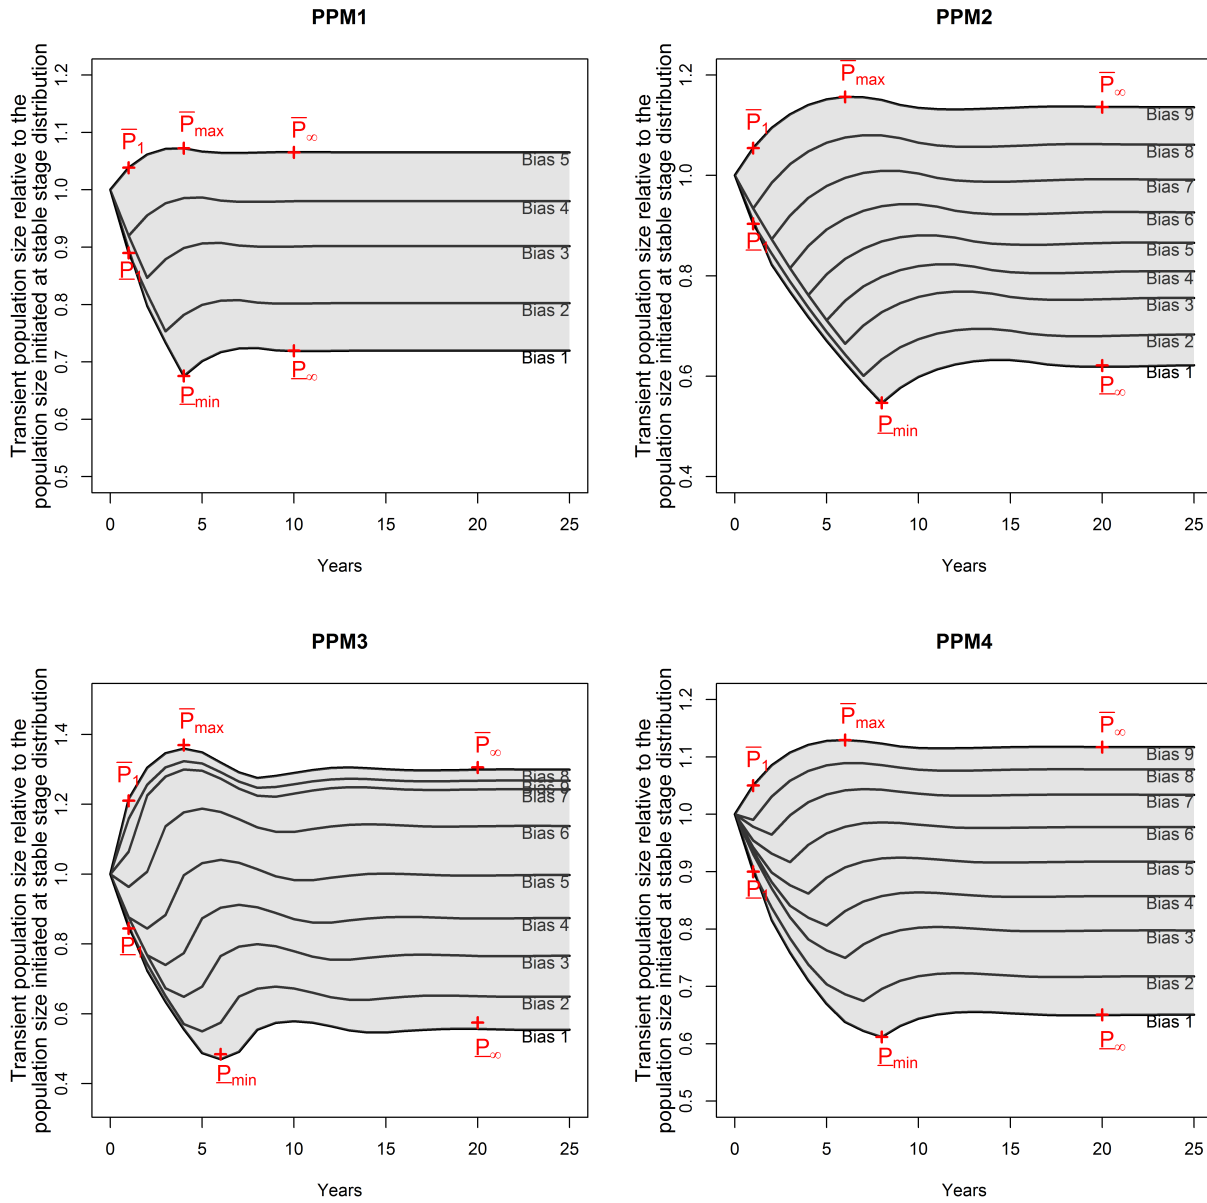 PPM1
Transient population size relative to the
population size initiated at stable stage distribution
1.2
1.1
1.0
0.9
0.8
0.7
0.6
0.5
P̅1
P̅max
P̅∞
P̲
P̲min
P̲∞
Bias 5
Bias 4
Bias 3
Bias 2
Bias 1
0 5 10 15 20 25
Years
PPM2
Transient population size relative to the
population size initiated at stable stage distribution
1.2
1.0
0.8
0.6
0.4
P̅1
P̅max
P̅∞
P̲1
P̲min
P̲∞
Bias 9
Bias 8
Bias 7
Bias 6
Bias 5
Bias 4
Bias 3
Bias 2
Bias 1
0 5 10 15 20 25
Years
PPM3
Transient population size relative to the
population size initiated at stable stage distribution
1.4
1.2
1.0
0.8
0.6
0.4
P̅1
P̅max
P̅∞
P̲1
P̲min
P̲∞
Bias 8
Bias 9
Bias 7
Bias 6
Bias 5
Bias 4
Bias 3
Bias 2
Bias 1
0 5 10 15 20 25
Years
PPM4
Transient population size relative to the
population size initiated at stable stage distribution
1.2
1.1
1.0
0.9
0.8
0.7
0.6
0.5
P̅1
P̅max
P̅∞
P̲1
P̲min
P̲∞
Bias 9
Bias 8
Bias 7
Bias 6
Bias 5
Bias 4
Bias 3
Bias 2
Bias 1
0 5 10 15 20 25
Years